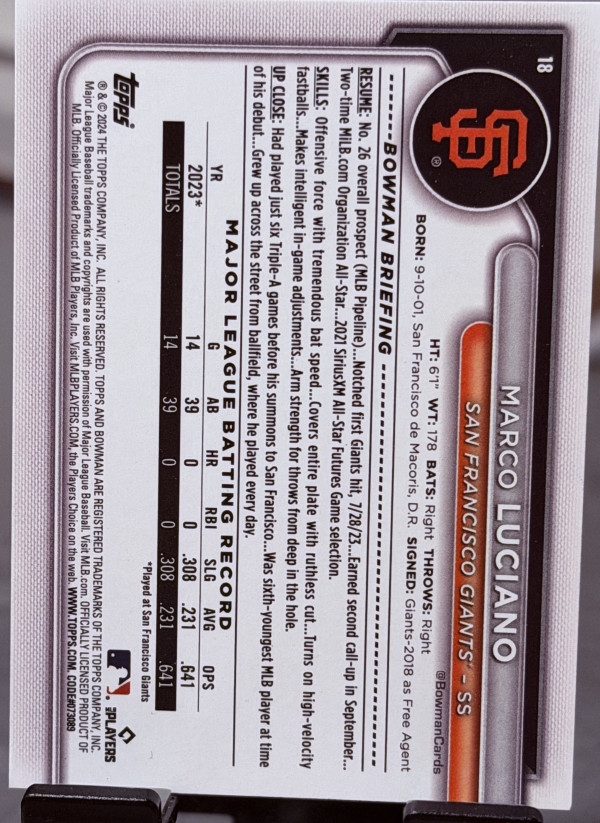 18
SF
®
MARCO LUCIANO
SAN FRANCISCO GIANTS® – SS
@BowmanCards
HT: 6'1" WT: 178 BATS: Right THROWS: Right
BORN: 9-10-01, San Francisco de Macoris, D.R. SIGNED: Giants-2018 as Free Agent
BOWMAN BRIEFING
RESUME: No. 26 overall prospect (MLB Pipeline)...Notched first Giants hit, 7/28/23...Earned second call-up in September...
Two-time MiLB.com Organization All-Star...2021 SiriusXM All-Star Futures Game selection.
SKILLS: Offensive force with tremendous bat speed...Covers entire plate with ruthless cut...Turns on high-velocity
fastballs...Makes intelligent in-game adjustments...Arm strength for throws from deep in the hole.
UP CLOSE: Had played just six Triple-A games before his summons to San Francisco...Was sixth-youngest MLB player at time
of his debut...Grew up across the street from ballfield, where he played every day.
MAJOR LEAGUE BATTING RECORD
YR G AB HR RBI SLG AVG OPS
2023* 14 39 0 0 .308 .231 .641
TOTALS 14 39 0 0 .308 .231 .641
*Played at San Francisco Giants
topps®
® & © 2024 THE TOPPS COMPANY, INC. ALL RIGHTS RESERVED. TOPPS AND BOWMAN ARE REGISTERED TRADEMARKS OF THE TOPPS COMPANY, INC.
Major League Baseball trademarks and copyrights are used with permission of Major League Baseball. Visit MLB.com. OFFICIALLY LICENSED PRODUCT OF
MLB. Officially Licensed Product of MLB Players, Inc. Visit MLBPLAYERS.COM, the Players Choice on the web. WWW.TOPPS.COM. CODE#073089
PLAYERS